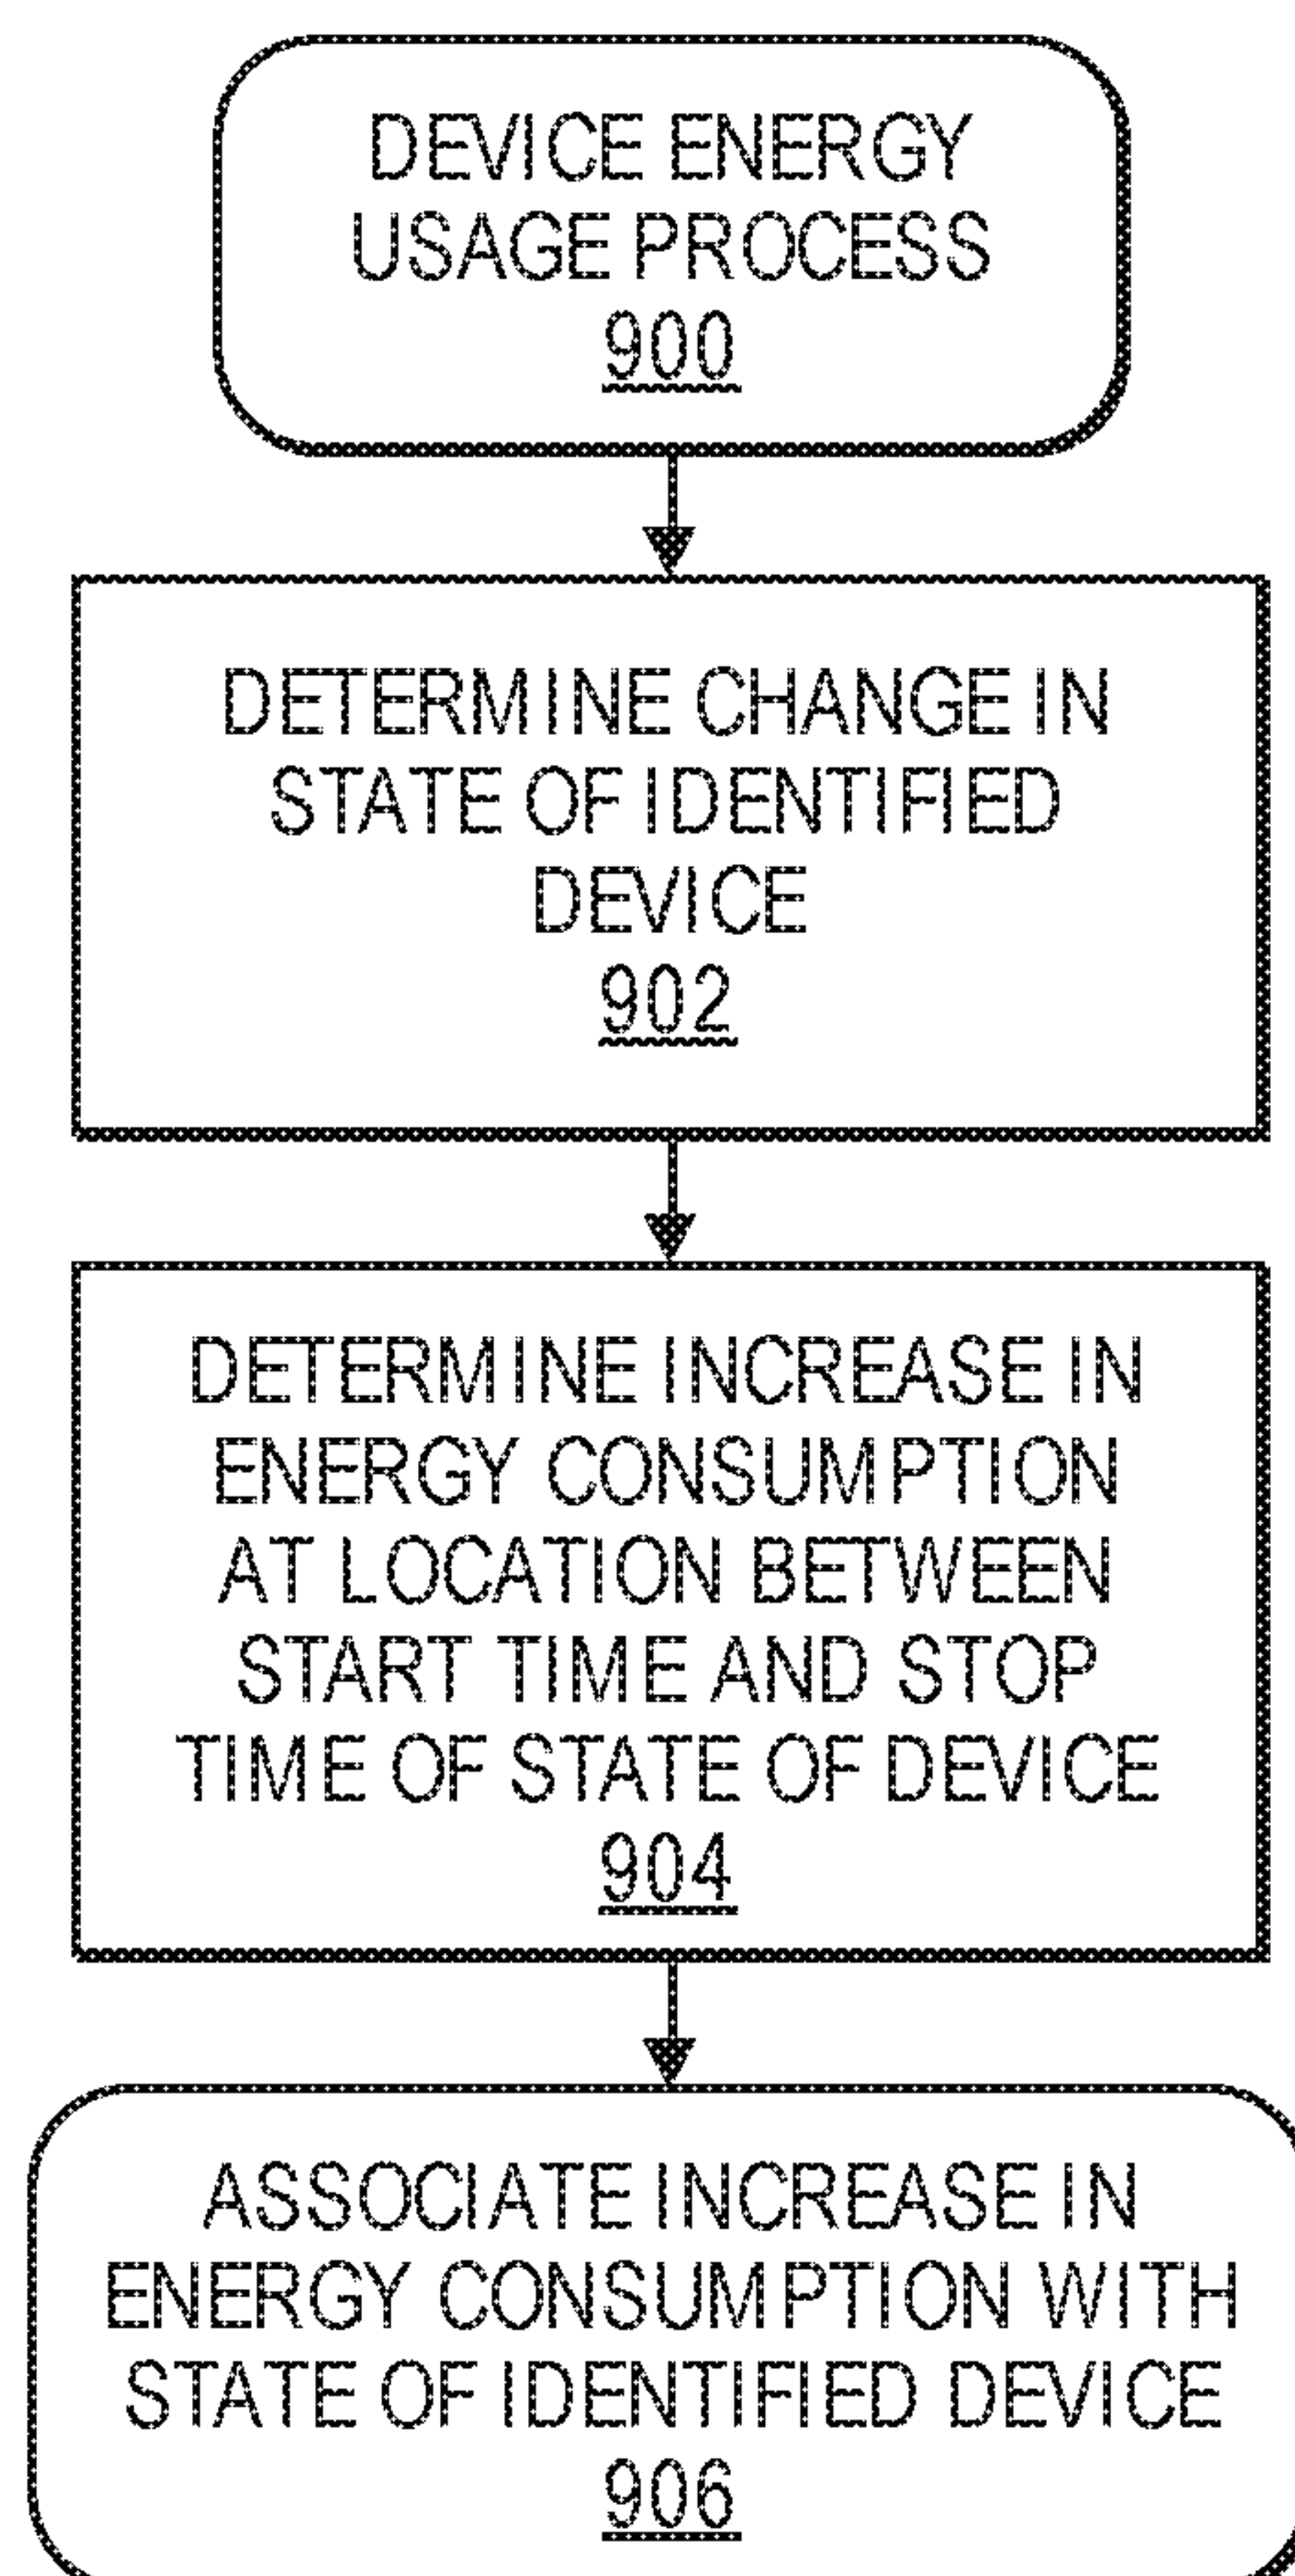 DEVICE ENERGY
USAGE PROCESS
900
DETERMINE CHANGE IN
STATE OF IDENTIFIED
DEVICE
902
DETERMINE INCREASE IN
ENERGY CONSUMPTION
AT LOCATION BETWEEN
START TIME AND STOP
TIME OF STATE OF DEVICE
904
ASSOCIATE INCREASE IN
ENERGY CONSUMPTION WITH
STATE OF IDENTIFIED DEVICE
906